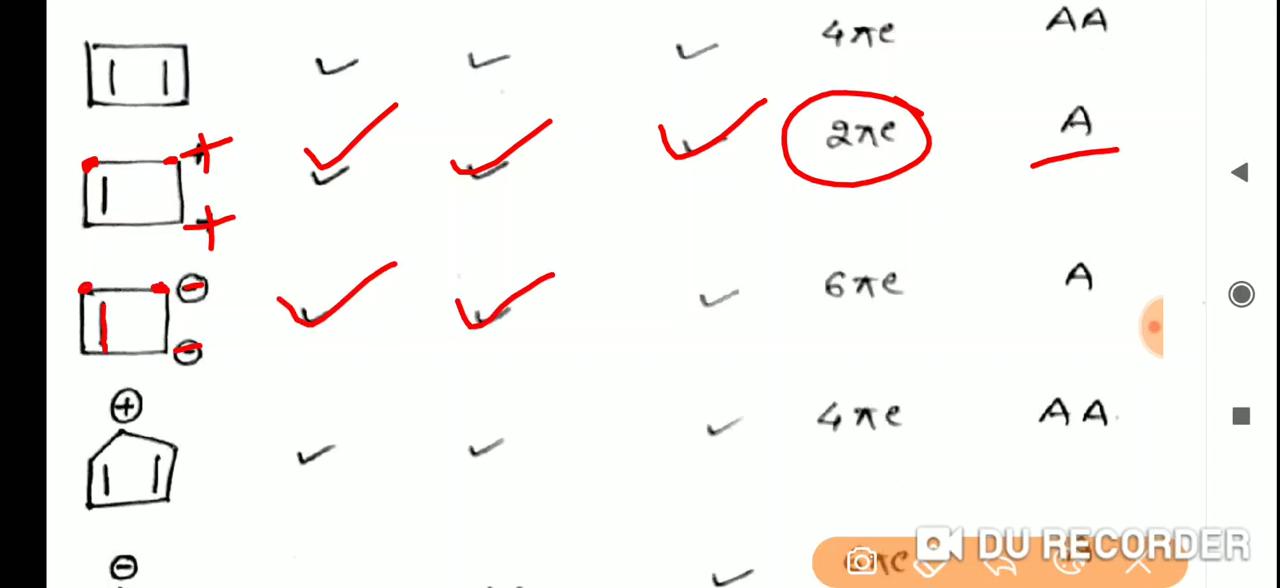 4πe AA
+ 2πe A
+
⊖ 6πe A
⊖
⊕
4πe AA
⊖
DU RECORDER